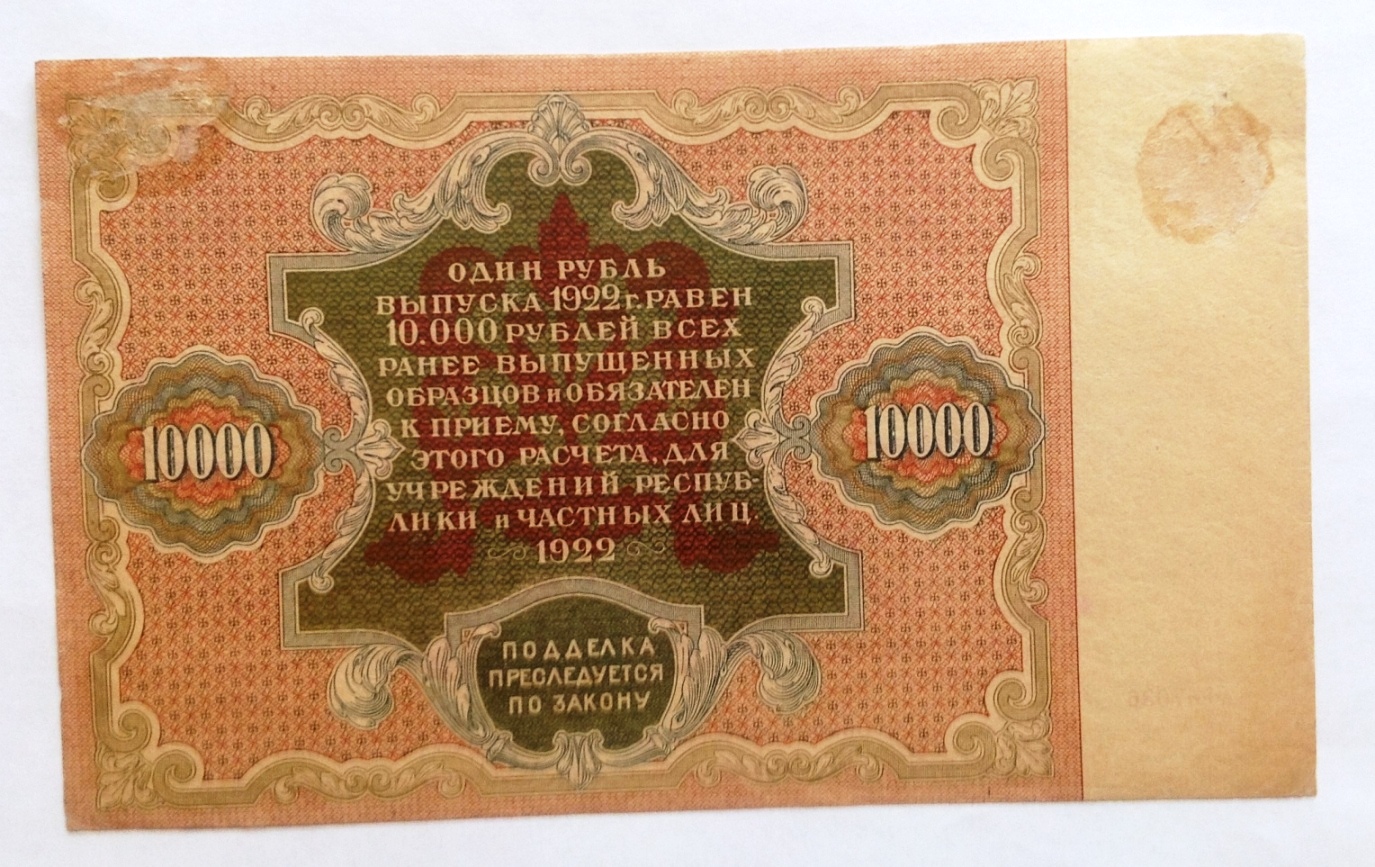 ОДИН РУБЛЬ
ВЫПУСКА 1922 г. РАВЕН
10.000 РУБЛЕЙ ВСЕХ
РАНЕЕ ВЫПУЩЕННЫХ
ОБРАЗЦОВ и ОБЯЗАТЕЛЕН
К ПРИЕМУ, СОГЛАСНО
ЭТОГО РАСЧЕТА, ДЛЯ
УЧРЕЖДЕНИЙ РЕСПУБ-
ЛИКИ и ЧАСТНЫХ ЛИЦ.
1922
10000
10000
ПОДДЕЛКА
ПРЕСЛЕДУЕТСЯ
ПО ЗАКОНУ